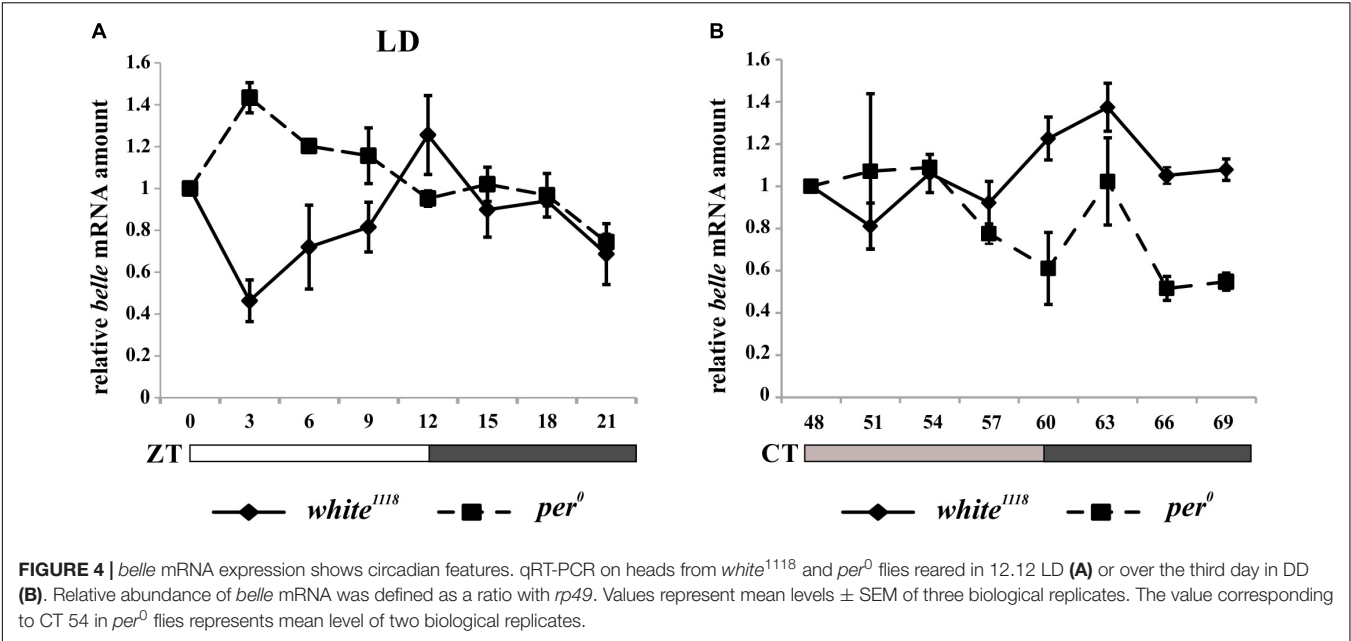 A
LD
relative belle mRNA amount
1.6
1.4
1.2
1
0.8
0.6
0.4
0.2
0
0 3 6 9 12 15 18 21
ZT
white¹¹¹⁸ per⁰
B
relative belle mRNA amount
1.6
1.4
1.2
1
0.8
0.6
0.4
0.2
0
48 51 54 57 60 63 66 69
CT
white¹¹¹⁸ per⁰
FIGURE 4 | belle mRNA expression shows circadian features. qRT-PCR on heads from white¹¹¹⁸ and per⁰ flies reared in 12.12 LD (A) or over the third day in DD
(B). Relative abundance of belle mRNA was defined as a ratio with rp49. Values represent mean levels ± SEM of three biological replicates. The value corresponding
to CT 54 in per⁰ flies represents mean level of two biological replicates.